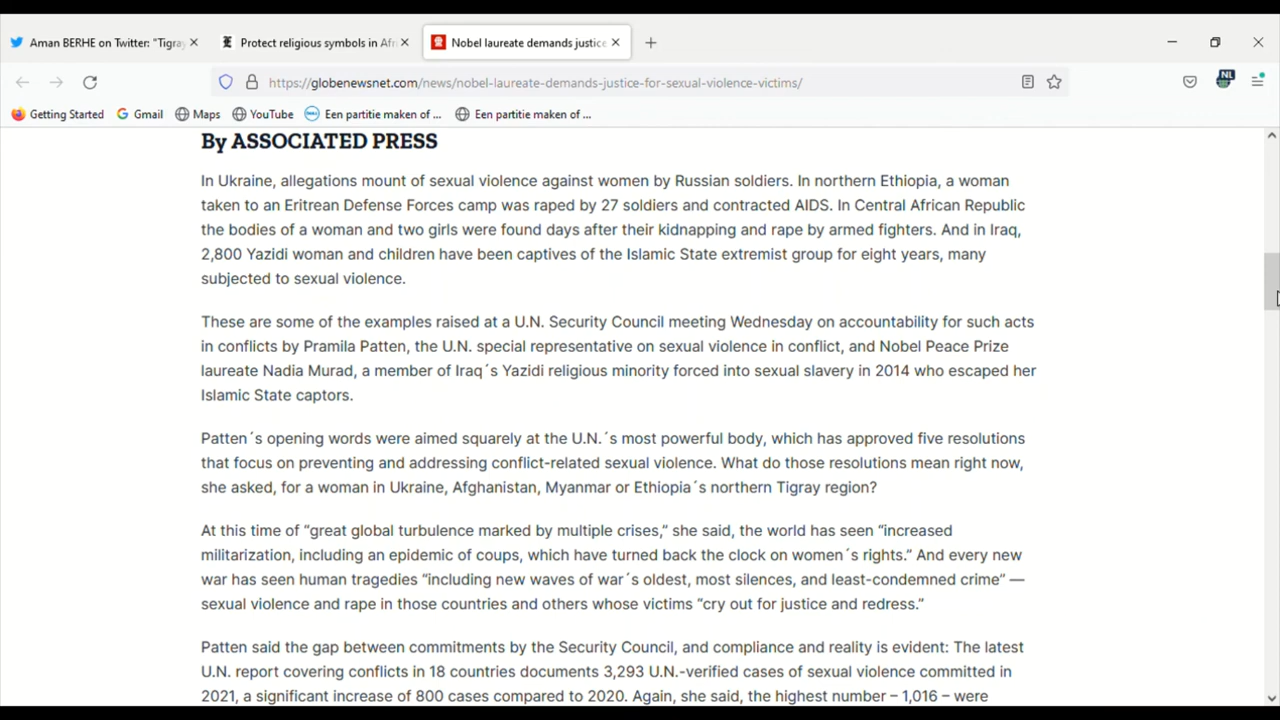 Aman BERHE on Twitter: "Tigray
Protect religious symbols in Afri
Nobel laureate demands justice
https://globenewsnet.com/news/nobel-laureate-demands-justice-for-sexual-violence-victims/
NL
Getting Started
Gmail
Maps
YouTube
Een partitie maken of ...
Een partitie maken of ...
By ASSOCIATED PRESS
In Ukraine, allegations mount of sexual violence against women by Russian soldiers. In northern Ethiopia, a woman
taken to an Eritrean Defense Forces camp was raped by 27 soldiers and contracted AIDS. In Central African Republic
the bodies of a woman and two girls were found days after their kidnapping and rape by armed fighters. And in Iraq,
2,800 Yazidi woman and children have been captives of the Islamic State extremist group for eight years, many
subjected to sexual violence.
These are some of the examples raised at a U.N. Security Council meeting Wednesday on accountability for such acts
in conflicts by Pramila Patten, the U.N. special representative on sexual violence in conflict, and Nobel Peace Prize
laureate Nadia Murad, a member of Iraq´s Yazidi religious minority forced into sexual slavery in 2014 who escaped her
Islamic State captors.
Patten´s opening words were aimed squarely at the U.N.´s most powerful body, which has approved five resolutions
that focus on preventing and addressing conflict-related sexual violence. What do those resolutions mean right now,
she asked, for a woman in Ukraine, Afghanistan, Myanmar or Ethiopia´s northern Tigray region?
At this time of “great global turbulence marked by multiple crises,” she said, the world has seen “increased
militarization, including an epidemic of coups, which have turned back the clock on women´s rights.” And every new
war has seen human tragedies “including new waves of war´s oldest, most silences, and least-condemned crime” —
sexual violence and rape in those countries and others whose victims “cry out for justice and redress.”
Patten said the gap between commitments by the Security Council, and compliance and reality is evident: The latest
U.N. report covering conflicts in 18 countries documents 3,293 U.N.-verified cases of sexual violence committed in
2021, a significant increase of 800 cases compared to 2020. Again, she said, the highest number – 1,016 – were